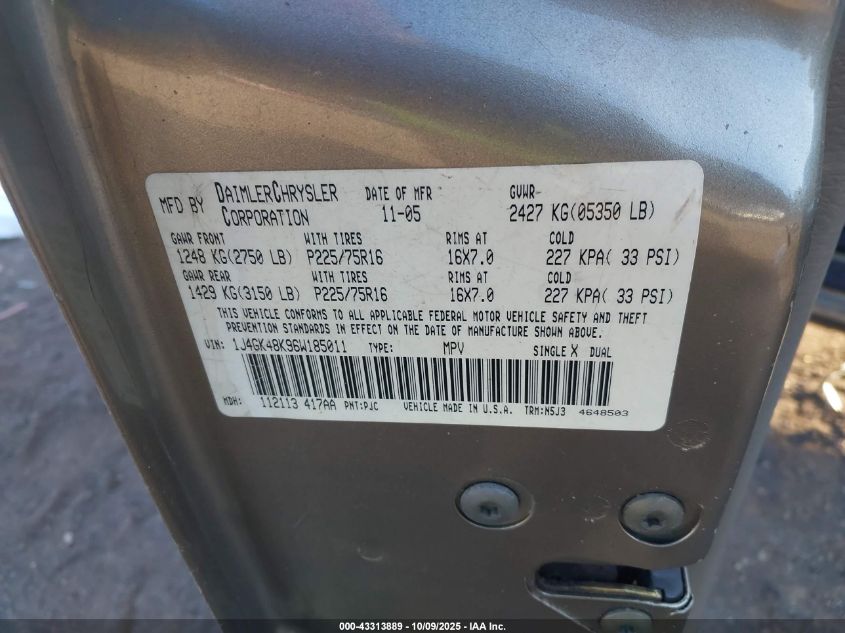 MFD BY DAIMLERCHRYSLER CORPORATION DATE OF MFR 11-05 GVWR 2427 KG(05350 LB)
GAWR FRONT WITH TIRES RIMS AT COLD
1248 KG(2750 LB) P225/75R16 16X7.0 227 KPA( 33 PSI)
GAWR REAR WITH TIRES RIMS AT COLD
1429 KG(3150 LB) P225/75R16 16X7.0 227 KPA( 33 PSI)
THIS VEHICLE CONFORMS TO ALL APPLICABLE FEDERAL MOTOR VEHICLE SAFETY AND THEFT
PREVENTION STANDARDS IN EFFECT ON THE DATE OF MANUFACTURE SHOWN ABOVE.
VIN: 1J4GK48K96W185011 TYPE: MPV SINGLE X DUAL
MDH: 112113 417AA PNT:PJC VEHICLE MADE IN U.S.A. TRM:N5J3 4648503
000-43313889 - 10/09/2025 - IAA Inc.